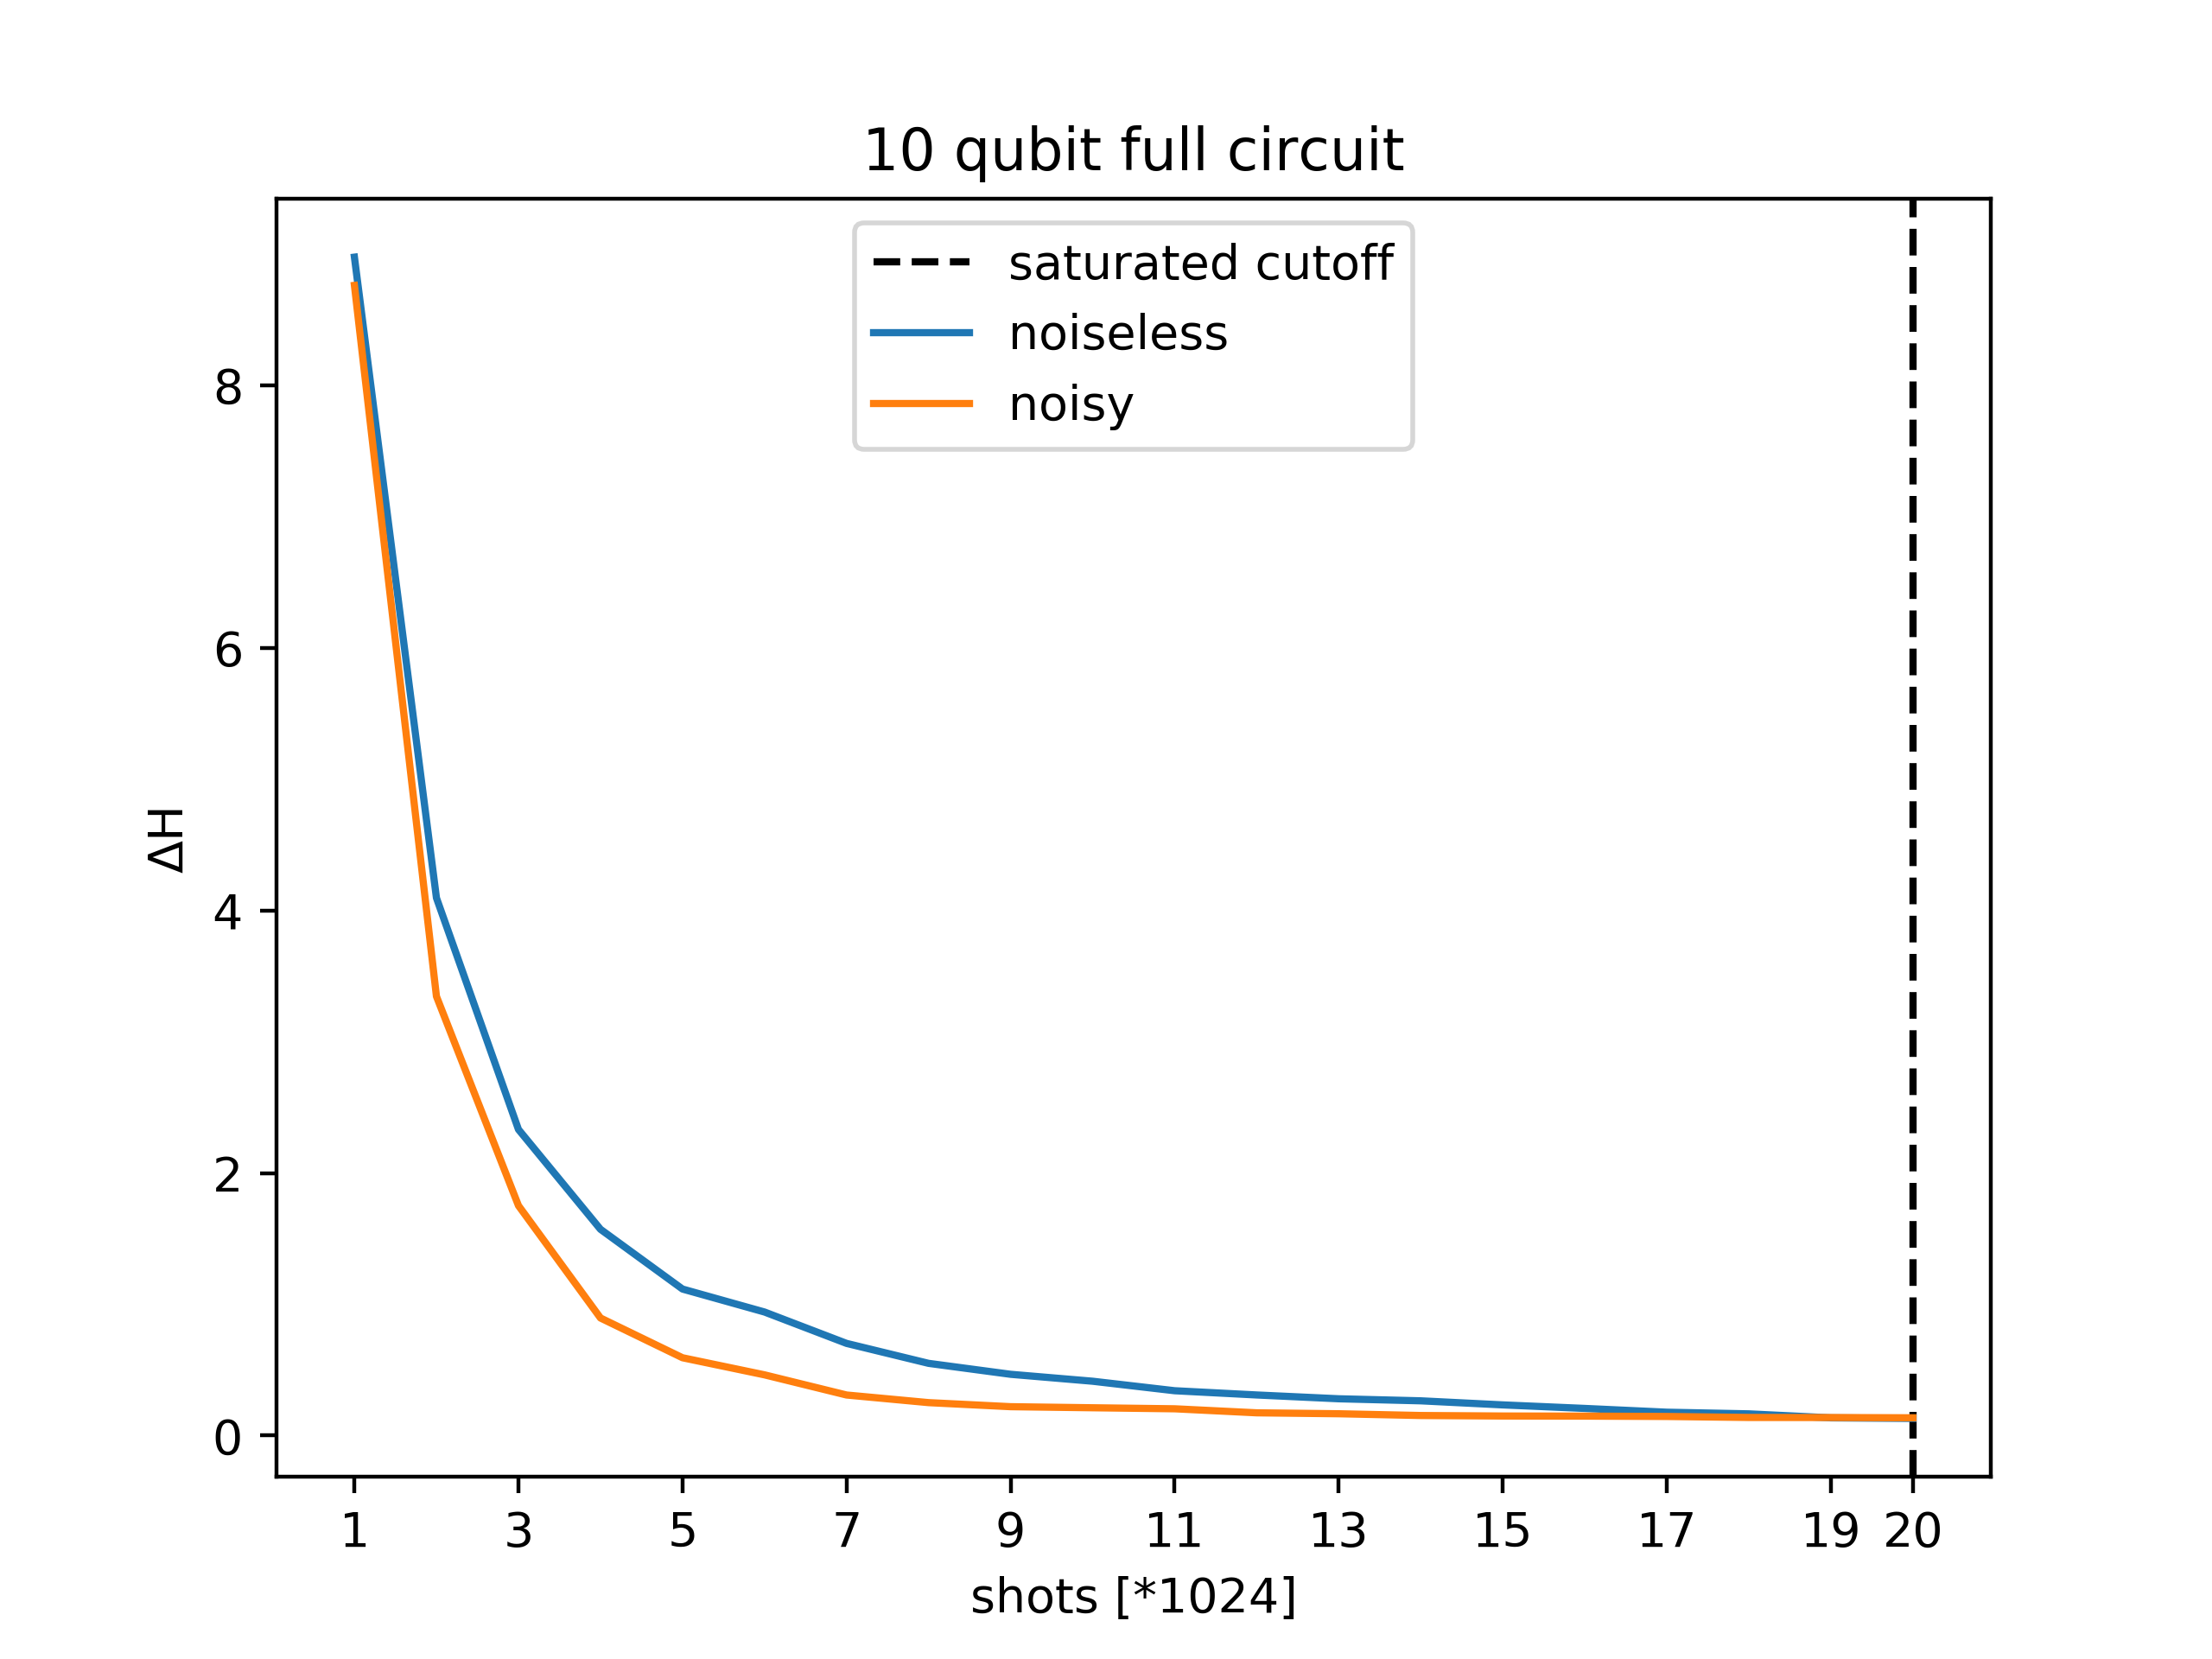 10 qubit full circuit
saturated cutoff
noiseless
noisy
8
6
4
2
0
ΔH
1 3 5 7 9 11 13 15 17 19 20
shots [*1024]